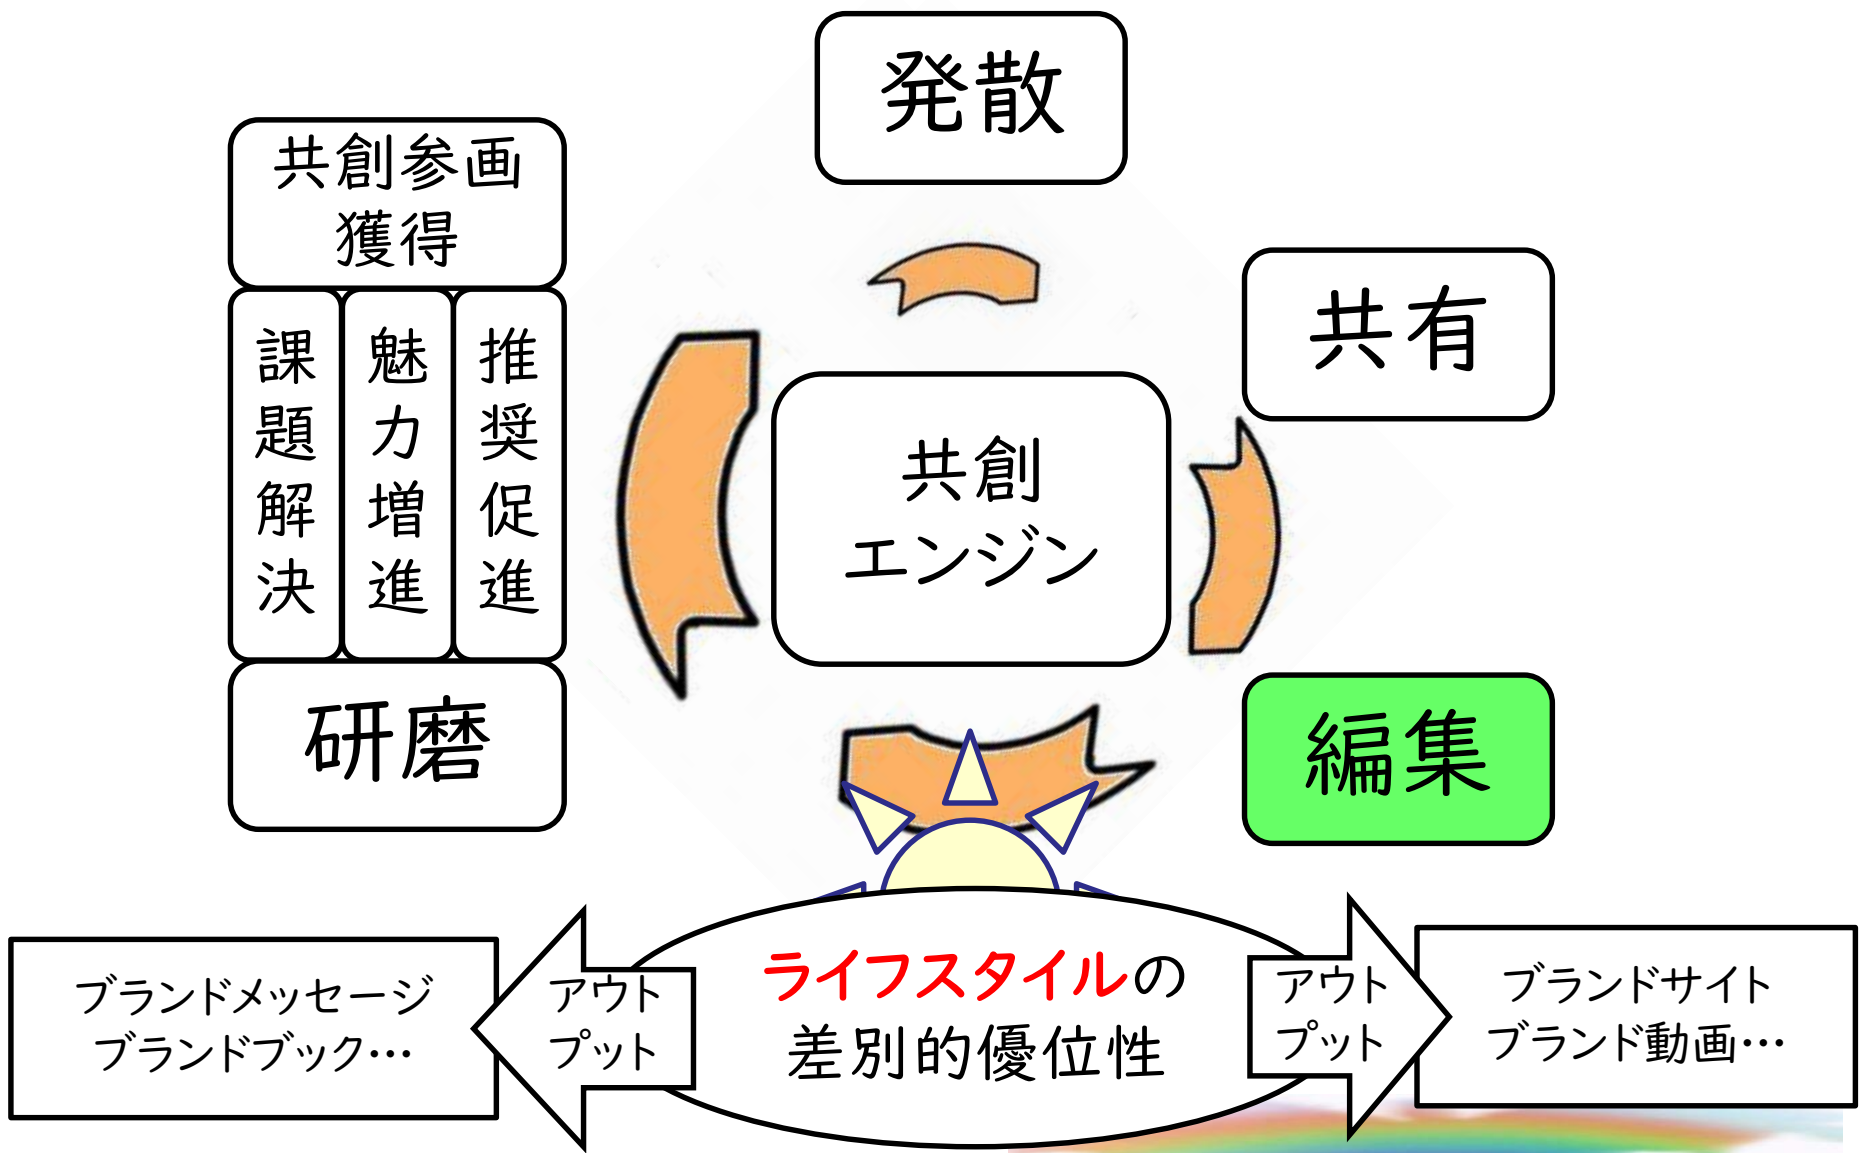 発散
共創参画
獲得
課題解決
魅力増進
推奨促進
研磨
共有
共創
エンジン
編集
ライフスタイルの
差別的優位性
アウト
プット
ブランドメッセージ
ブランドブック…
アウト
プット
ブランドサイト
ブランド動画…